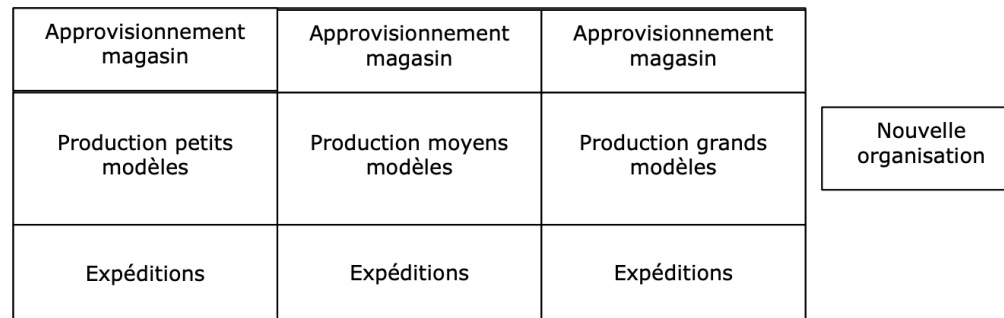 Approvisionnement
magasin
Approvisionnement
magasin
Approvisionnement
magasin
Production petits
modèles
Production moyens
modèles
Production grands
modèles
Nouvelle
organisation
Expéditions
Expéditions
Expéditions